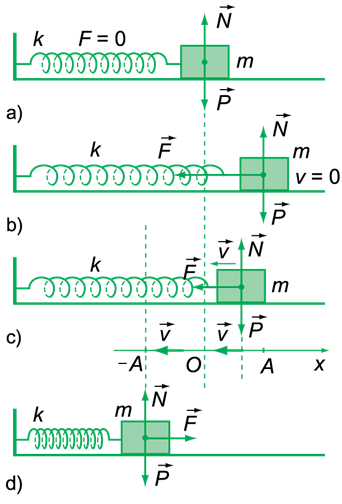 k F = 0 N⃗ m
P⃗
a)
k F⃗ N⃗ m
v = 0
P⃗
b)
k F⃗ v⃗ N⃗ m
P⃗
c)
v⃗ v⃗
−A O A x
k m N⃗ F⃗
P⃗
d)